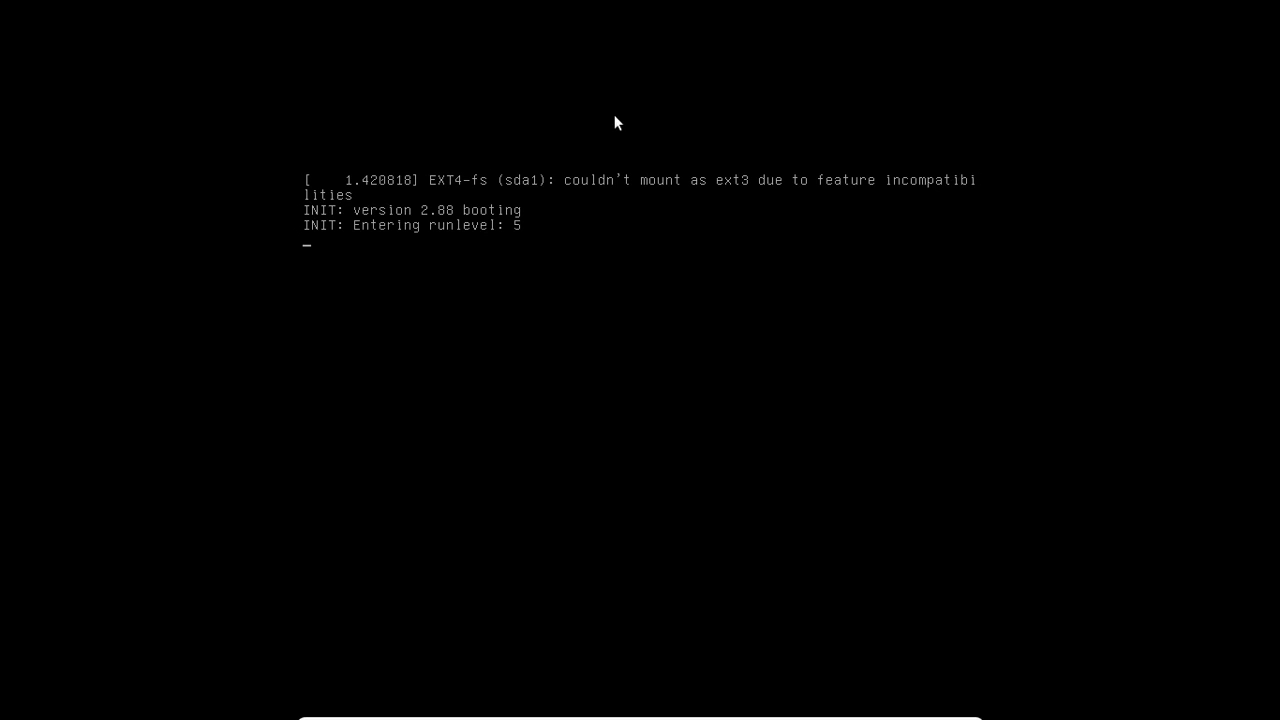 [    1.420818] EXT4-fs (sda1): couldn't mount as ext3 due to feature incompatibi
lities
INIT: version 2.88 booting
INIT: Entering runlevel: 5